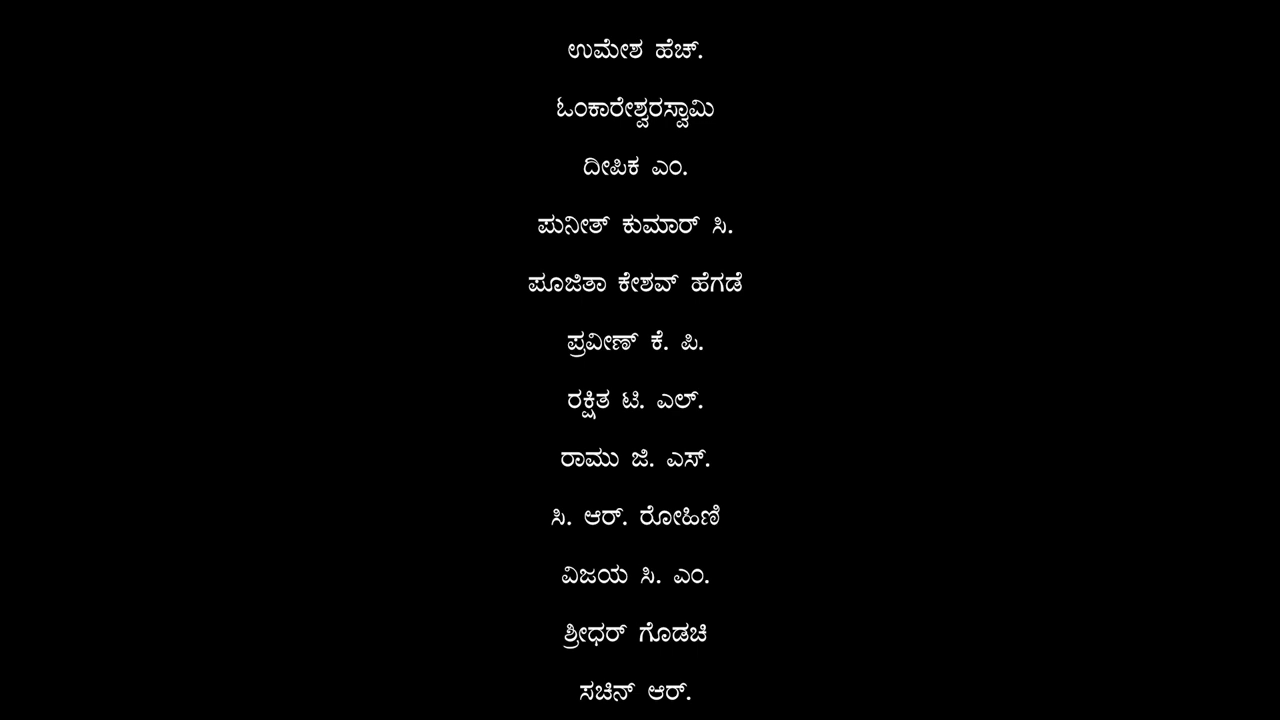 ಉಮೇಶ ಹೆಚ್.
ಓಂಕಾರೇಶ್ವರಸ್ವಾಮಿ
ದೀಪಿಕ ಎಂ.
ಪುನೀತ್ ಕುಮಾರ್ ಸಿ.
ಪೂಜಿತಾ ಕೇಶವ್ ಹೆಗಡೆ
ಪ್ರವೀಣ್ ಕೆ. ಪಿ.
ರಕ್ಷಿತ ಟಿ. ಎಲ್.
ರಾಮು ಜಿ. ಎಸ್.
ಸಿ. ಆರ್. ರೋಹಿಣಿ
ವಿಜಯ ಸಿ. ಎಂ.
ಶ್ರೀಧರ್ ಗೊಡಚಿ
ಸಚಿನ್ ಆರ್.